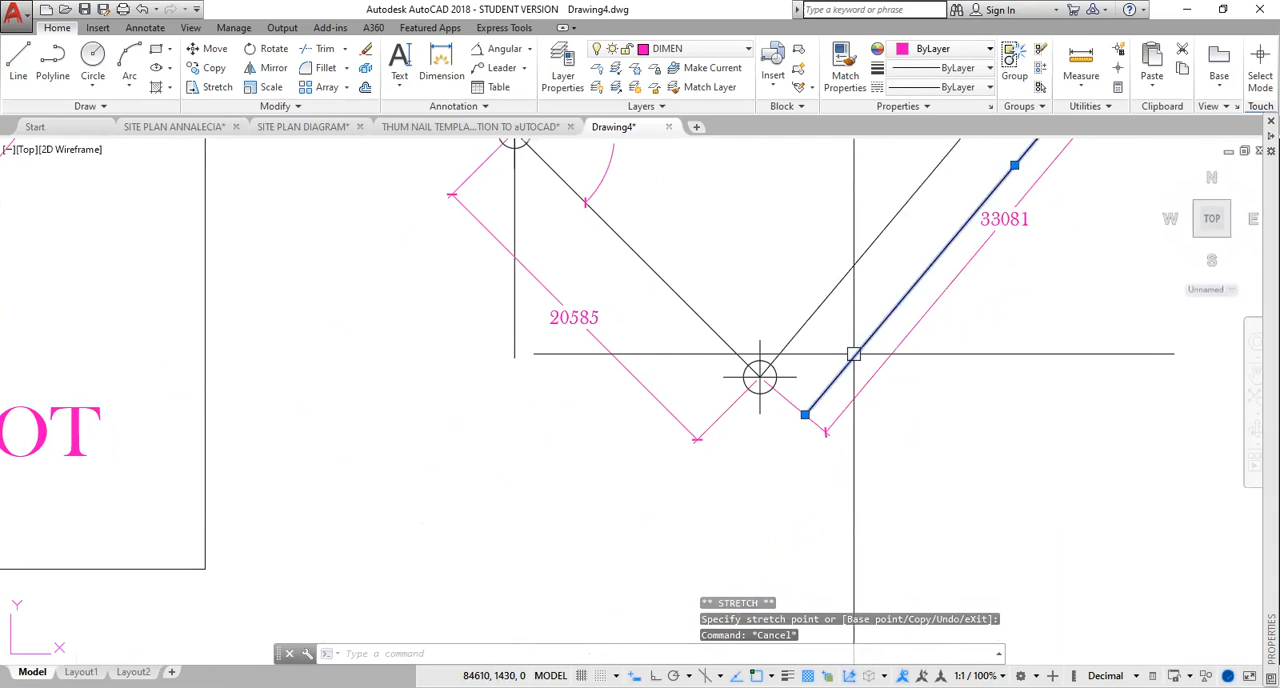 Autodesk AutoCAD 2018 - STUDENT VERSION Drawing4.dwg
Type a keyword or phrase
Sign In
Home Insert Annotate View Manage Output Add-ins A360 Featured Apps Express Tools
Line Polyline Circle Arc
Move Rotate Trim
Copy Mirror Fillet
Stretch Scale Array
Text Dimension
Angular
Leader
Table
Layer Properties
DIMEN
Make Current
Match Layer
Insert
Match Properties
ByLayer
ByLayer
ByLayer
Group
Measure
Paste
Base
Select Mode
Draw Modify Annotation Layers Block Properties Groups Utilities Clipboard View Touch
Start SITE PLAN ANNALECIA* SITE PLAN DIAGRAM* THUM NAIL TEMPLA...TION TO aUTOCAD* Drawing4*
[−][Top][2D Wireframe]
N
W TOP E
S
Unnamed
33081
20585
OT
Y
X
** STRETCH **
Specify stretch point or [Base point/Copy/Undo/eXit]:
Command: *Cancel*
Type a command
PROPERTIES
Model Layout1 Layout2
84610, 1430, 0 MODEL
1:1 / 100%
Decimal